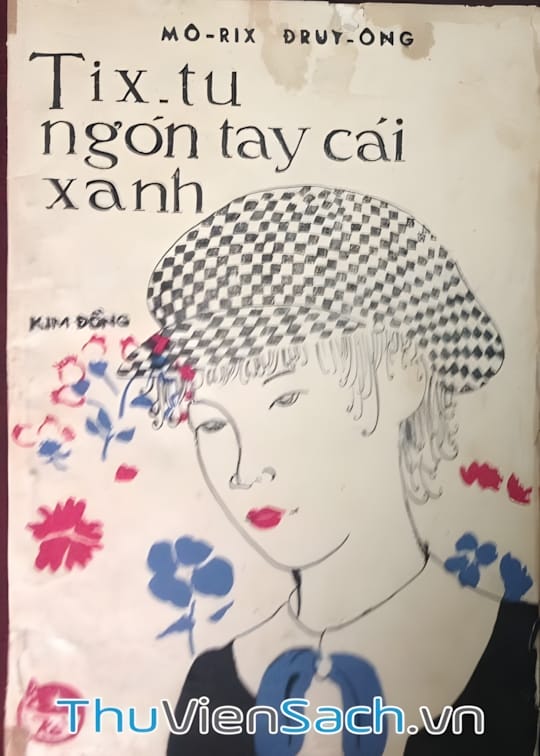 MÔ-RIX ĐRUY-ÔNG
Tix-tu
ngón tay cái
xanh
KIM ĐỒNG
ThuVienSach.vn